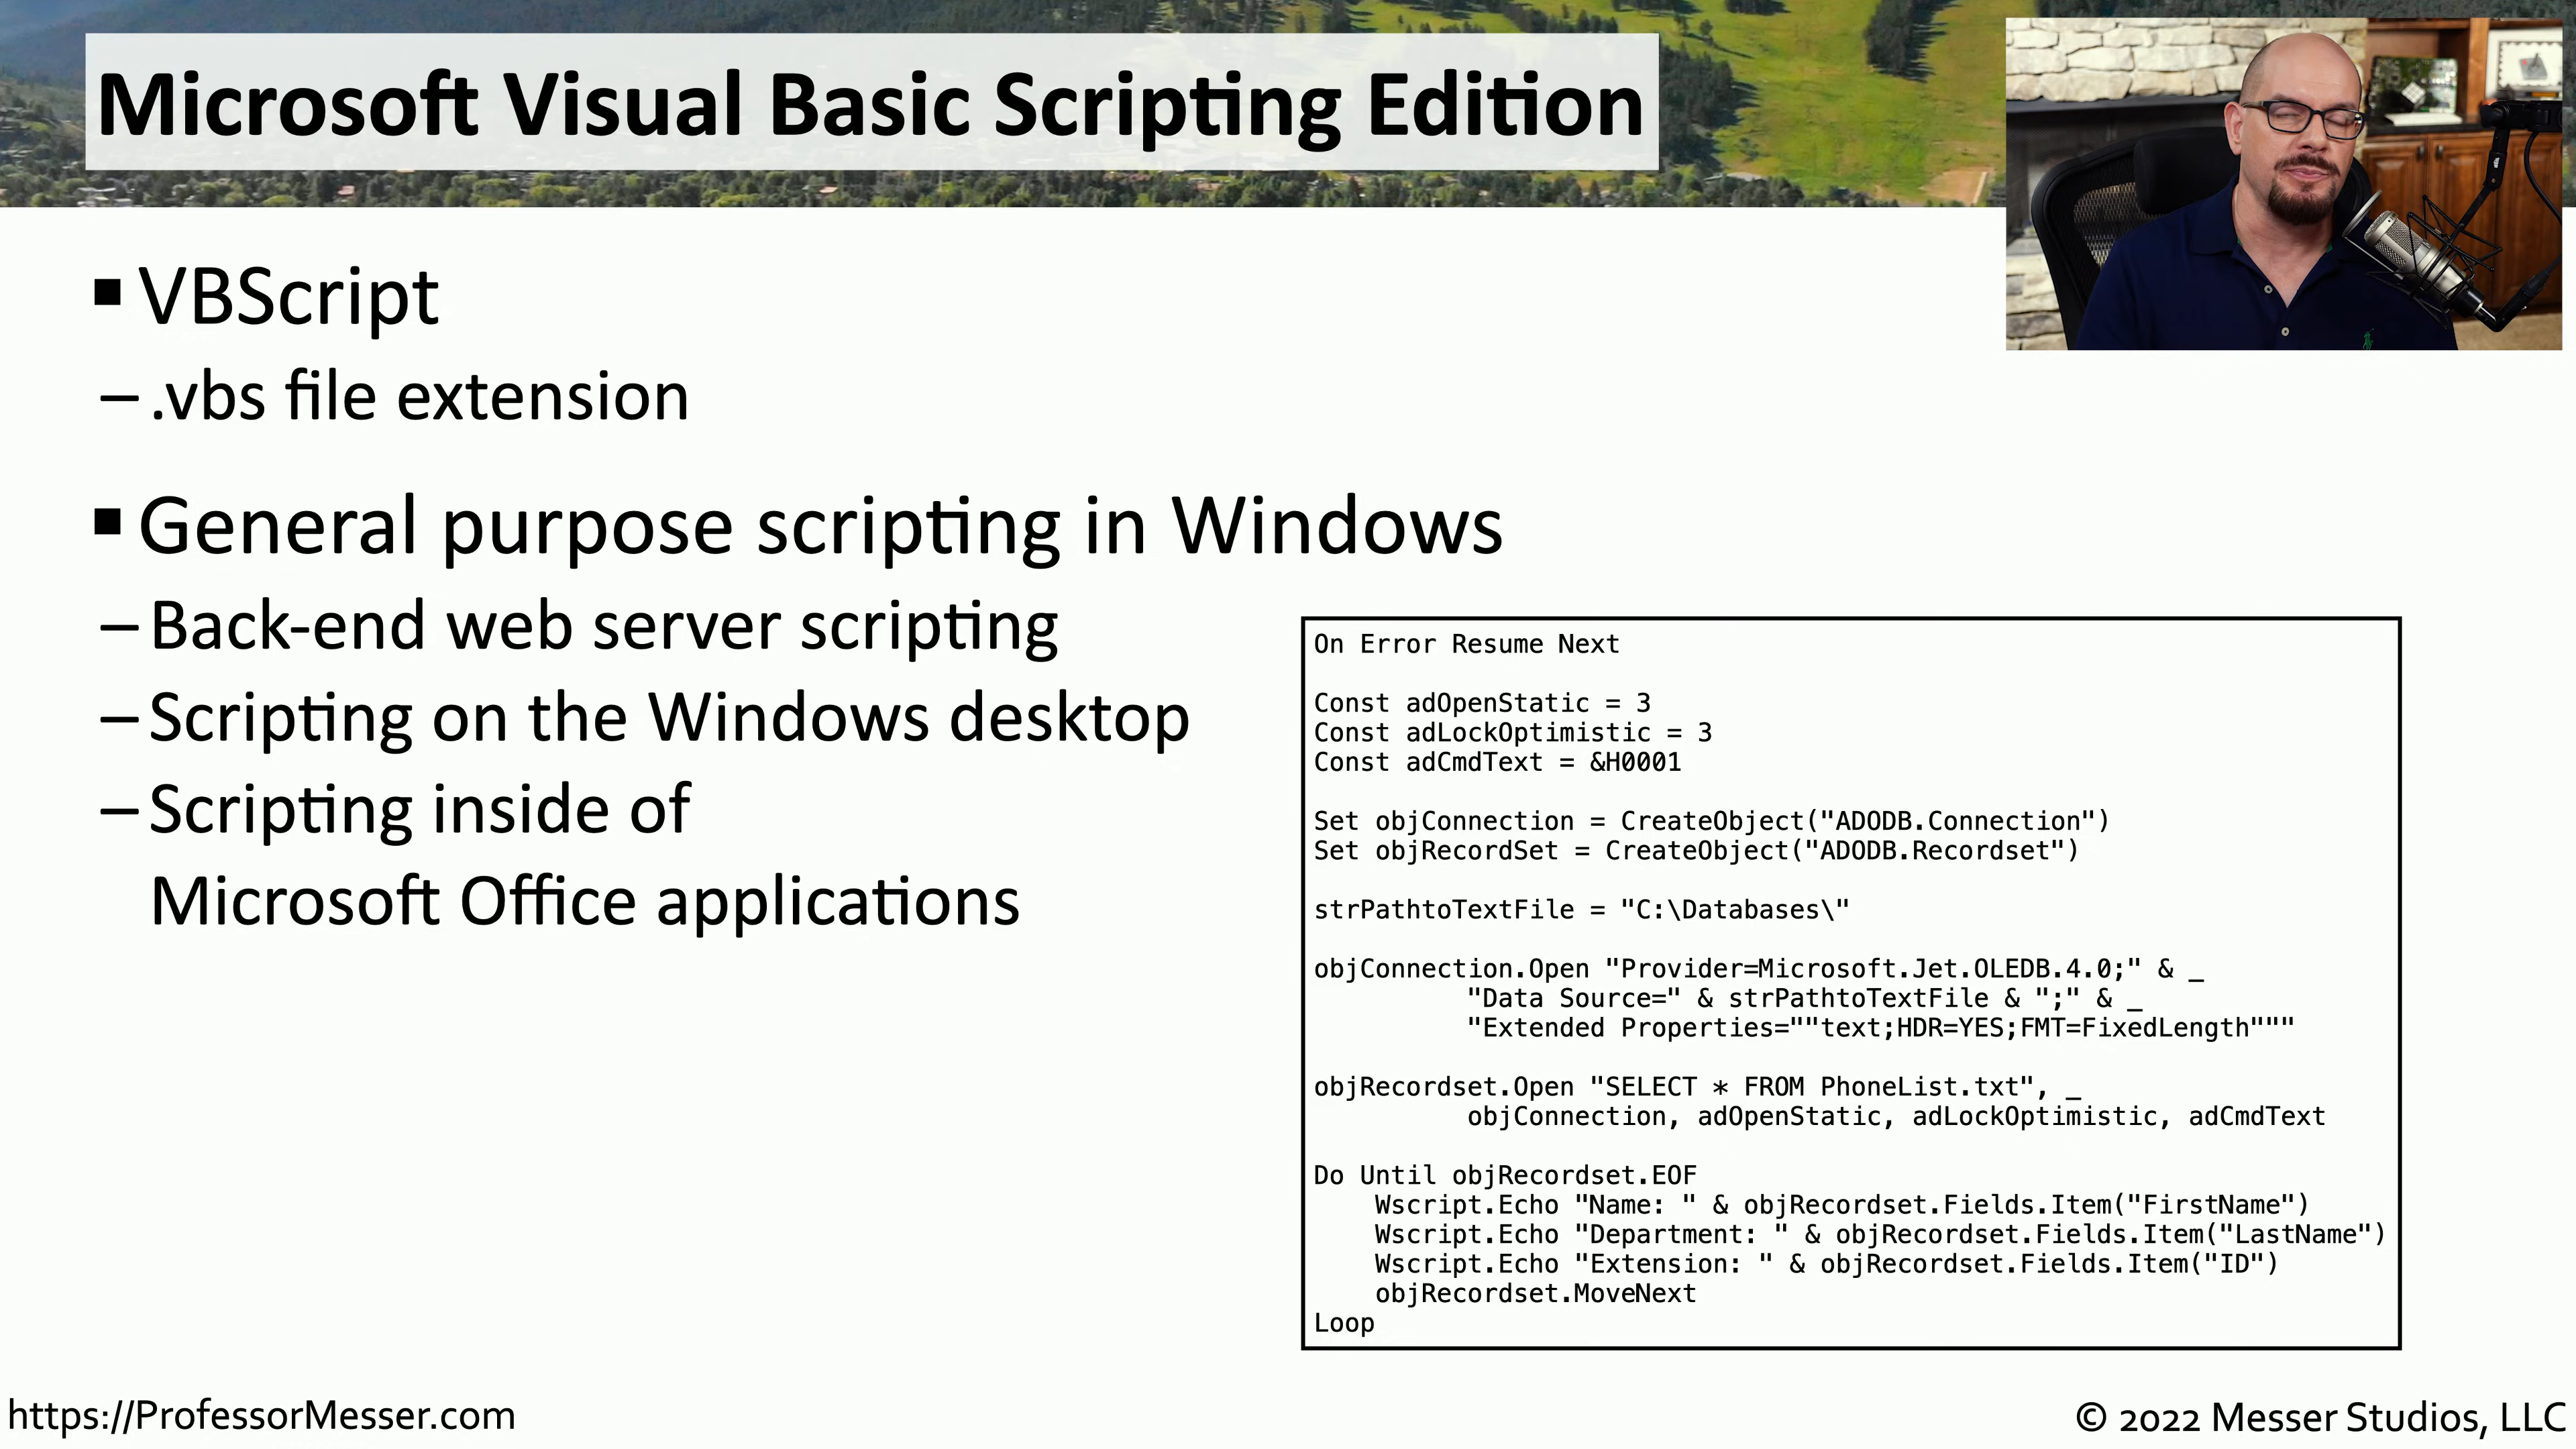 Microsoft Visual Basic Scripting Edition
▪ VBScript
– .vbs file extension
▪ General purpose scripting in Windows
– Back-end web server scripting
– Scripting on the Windows desktop
– Scripting inside of
Microsoft Office applications
On Error Resume Next
Const adOpenStatic = 3
Const adLockOptimistic = 3
Const adCmdText = &H0001
Set objConnection = CreateObject("ADODB.Connection")
Set objRecordSet = CreateObject("ADODB.Recordset")
strPathtoTextFile = "C:\Databases\"
objConnection.Open "Provider=Microsoft.Jet.OLEDB.4.0;" & _
"Data Source=" & strPathtoTextFile & ";" & _
"Extended Properties=""text;HDR=YES;FMT=FixedLength"""
objRecordset.Open "SELECT * FROM PhoneList.txt", _
objConnection, adOpenStatic, adLockOptimistic, adCmdText
Do Until objRecordset.EOF
Wscript.Echo "Name: " & objRecordset.Fields.Item("FirstName")
Wscript.Echo "Department: " & objRecordset.Fields.Item("LastName")
Wscript.Echo "Extension: " & objRecordset.Fields.Item("ID")
objRecordset.MoveNext
Loop
https://ProfessorMesser.com
© 2022 Messer Studios, LLC